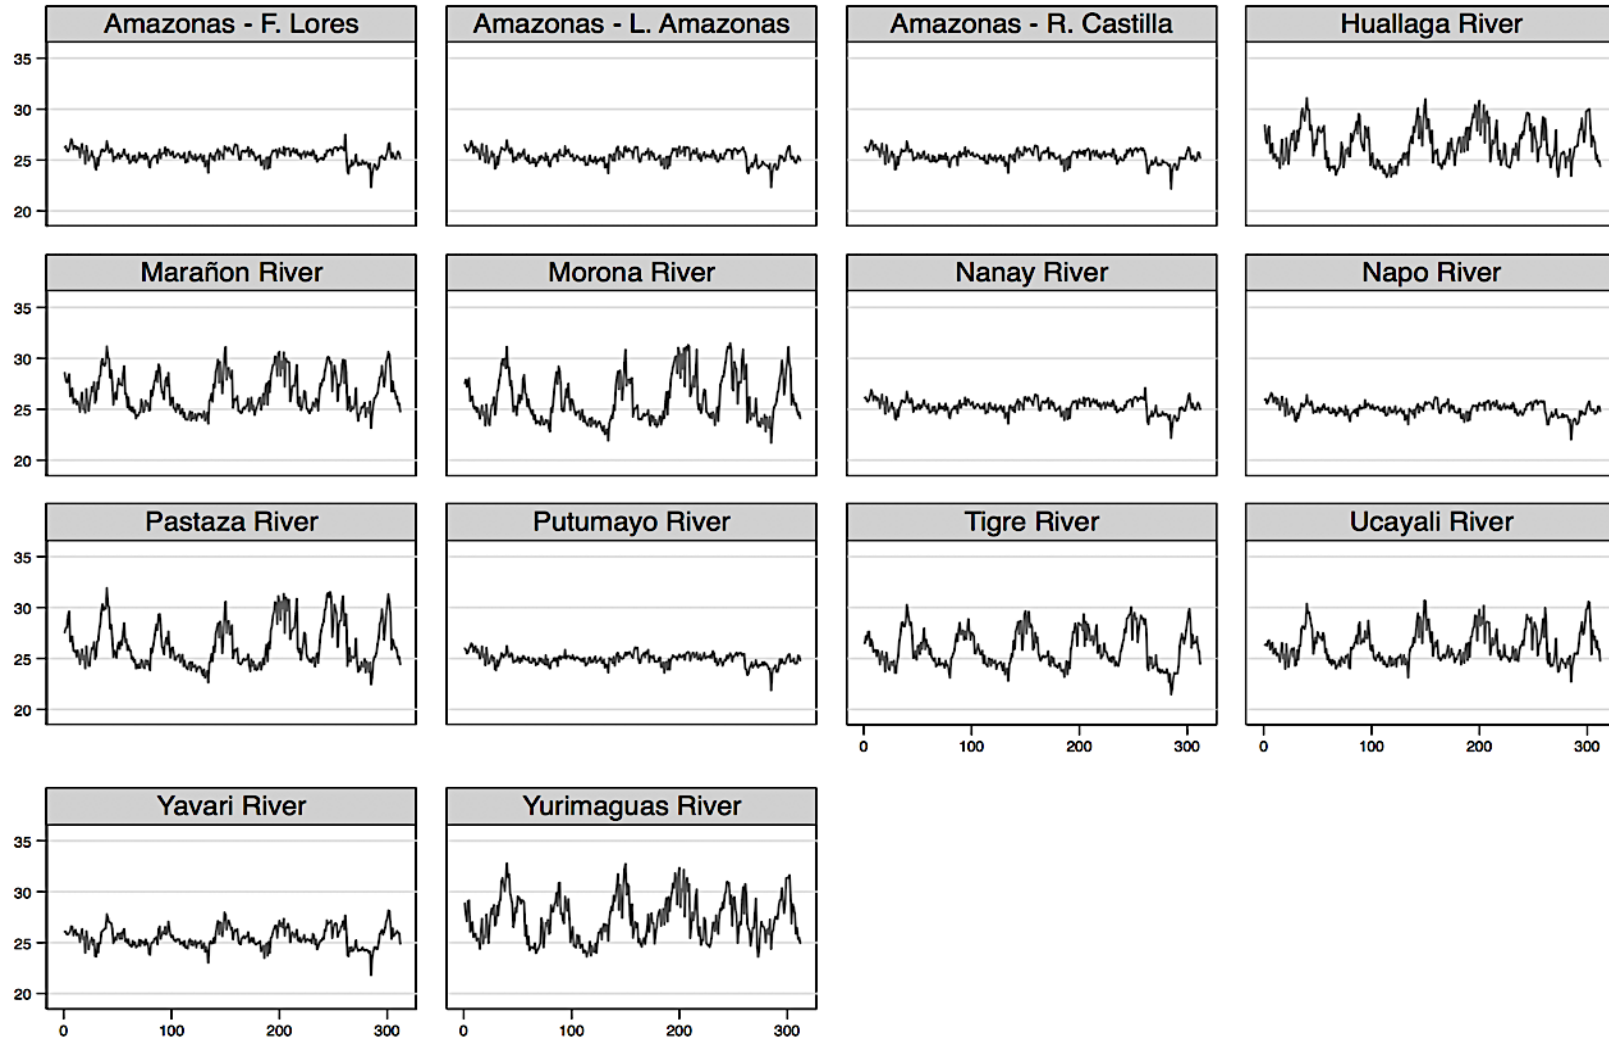 Amazonas - F. Lores
Amazonas - L. Amazonas
Amazonas - R. Castilla
Huallaga River
35
30
25
20
Marañon River
Morona River
Nanay River
Napo River
35
30
25
20
Pastaza River
Putumayo River
Tigre River
Ucayali River
35
30
25
20
0 100 200 300
0 100 200 300
Yavari River
Yurimaguas River
35
30
25
20
0 100 200 300
0 100 200 300